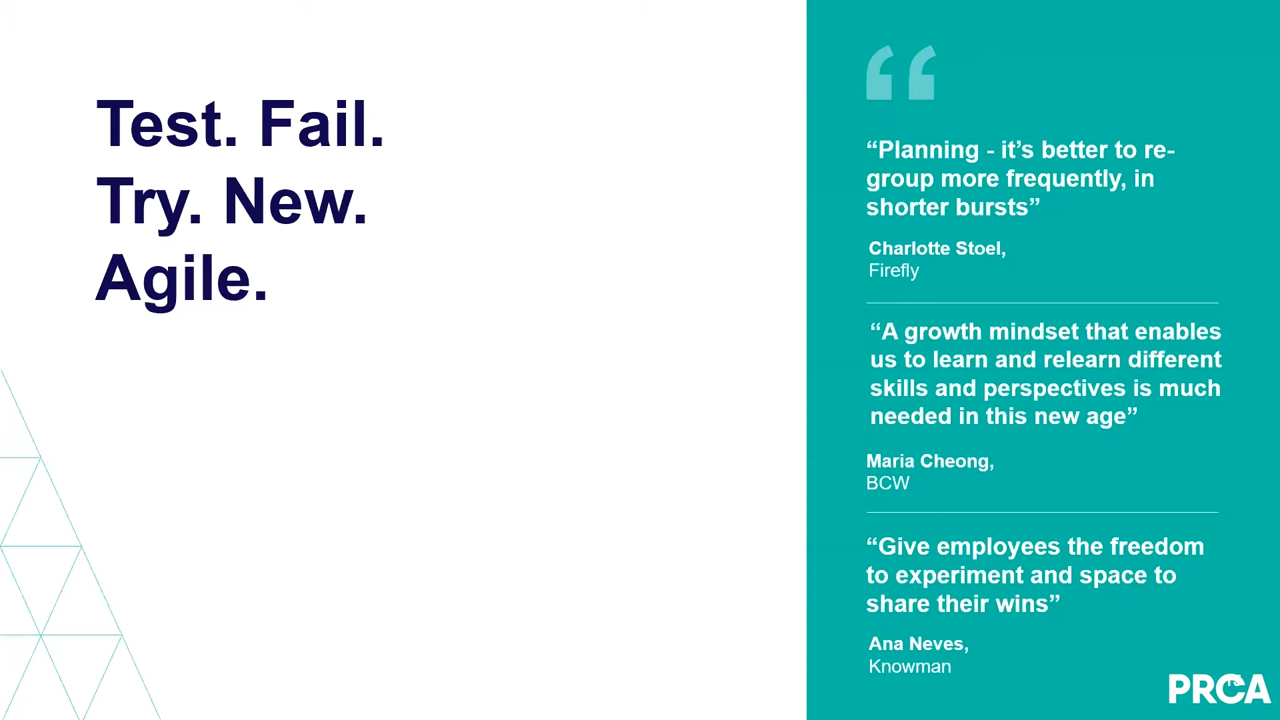 Test. Fail.
Try. New.
Agile.
“Planning - it’s better to re-
group more frequently, in
shorter bursts”
Charlotte Stoel,
Firefly
“A growth mindset that enables
us to learn and relearn different
skills and perspectives is much
needed in this new age”
Maria Cheong,
BCW
“Give employees the freedom
to experiment and space to
share their wins”
Ana Neves,
Knowman
PRCA